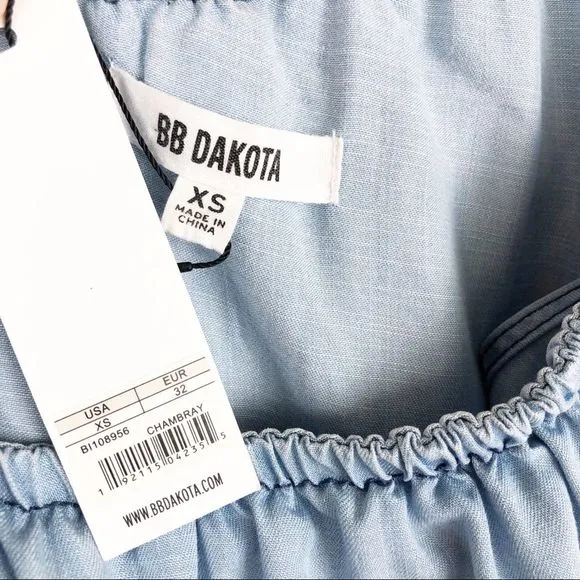 BB DAKOTA
XS
MADE IN
CHINA
USA EUR
XS 32
BI108956 CHAMBRAY
1 92115 04235 5
WWW.BBDAKOTA.COM